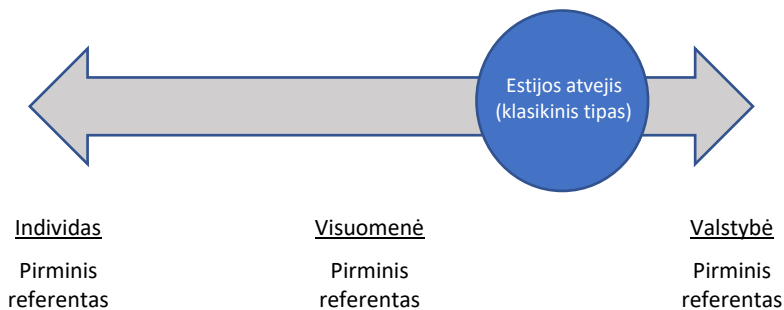 Estijos atvejis
(klasikinis tipas)
Individas
Visuomenė
Valstybė
Pirminis
referentas
Pirminis
referentas
Pirminis
referentas